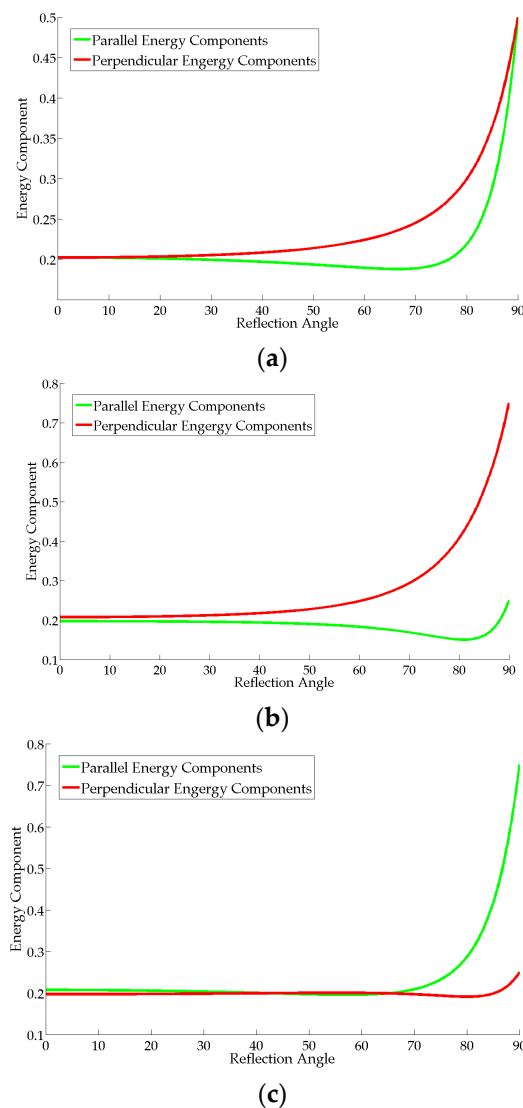 0.5
Parallel Energy Components
Perpendicular Engergy Components
0.45
0.4
0.35
0.3
0.25
0.2
Energy Component
0 10 20 30 40 50 60 70 80 90
Reflection Angle
(a)
0.8
Parallel Energy Components
Perpendicular Engergy Components
0.7
0.6
0.5
0.4
0.3
0.2
0.1
Energy Component
0 10 20 30 40 50 60 70 80 90
Reflection Angle
(b)
0.8
Parallel Energy Components
Perpendicular Engergy Components
0.7
0.6
0.5
0.4
0.3
0.2
0.1
Energy Component
0 10 20 30 40 50 60 70 80 90
Reflection Angle
(c)